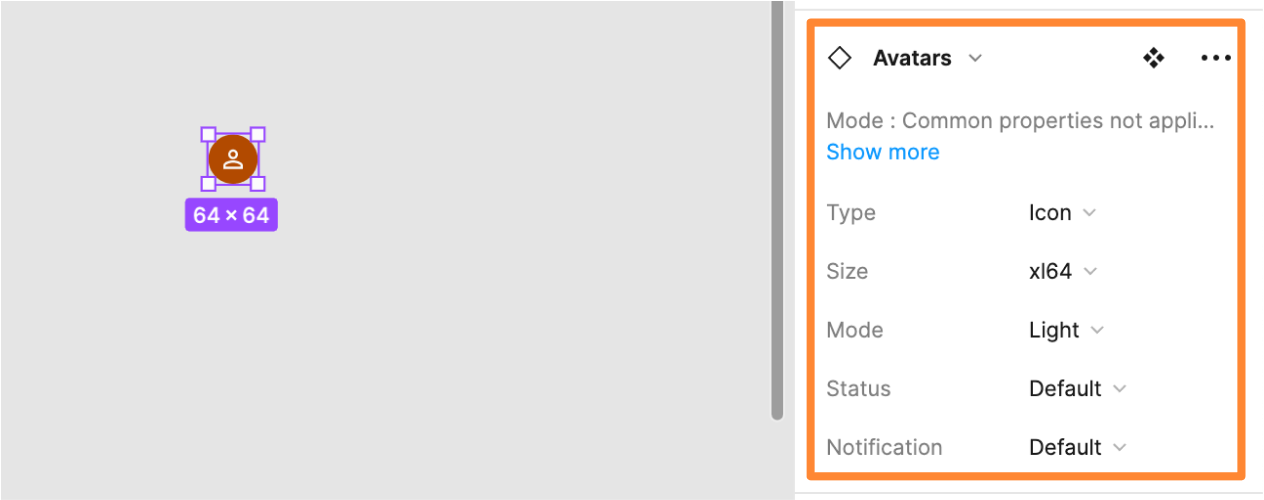 64 × 64
Avatars
Mode : Common properties not appli...
Show more
Type Icon
Size xl64
Mode Light
Status Default
Notification Default